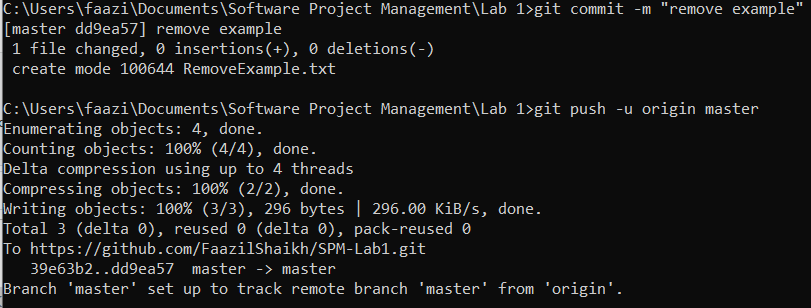 C:\Users\faazi\Documents\Software Project Management\Lab 1>git commit -m "remove example"
[master dd9ea57] remove example
 1 file changed, 0 insertions(+), 0 deletions(-)
 create mode 100644 RemoveExample.txt
C:\Users\faazi\Documents\Software Project Management\Lab 1>git push -u origin master
Enumerating objects: 4, done.
Counting objects: 100% (4/4), done.
Delta compression using up to 4 threads
Compressing objects: 100% (2/2), done.
Writing objects: 100% (3/3), 296 bytes | 296.00 KiB/s, done.
Total 3 (delta 0), reused 0 (delta 0), pack-reused 0
To https://github.com/FaazilShaikh/SPM-Lab1.git
   39e63b2..dd9ea57  master -> master
Branch 'master' set up to track remote branch 'master' from 'origin'.